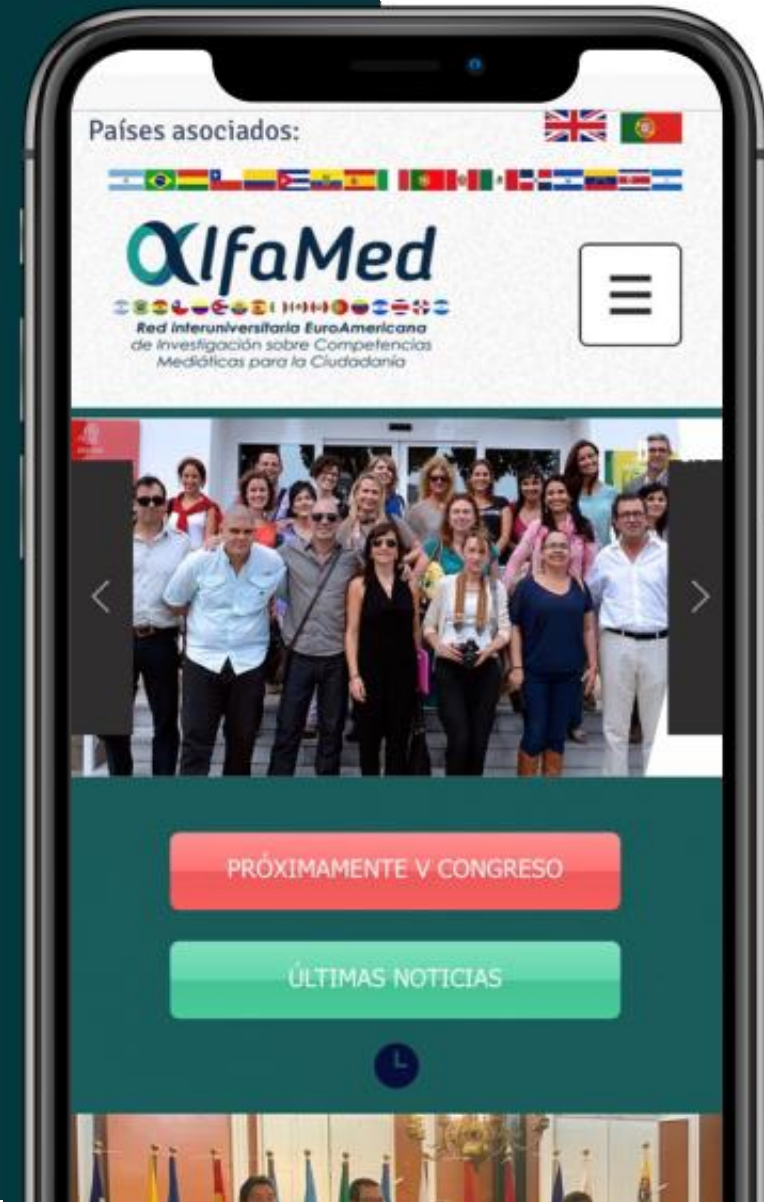 Países asociados:
AlfaMed
Red interuniversitaria EuroAmericana
de Investigación sobre Competencias
Mediáticas para la Ciudadanía
PRÓXIMAMENTE V CONGRESO
ÚLTIMAS NOTICIAS